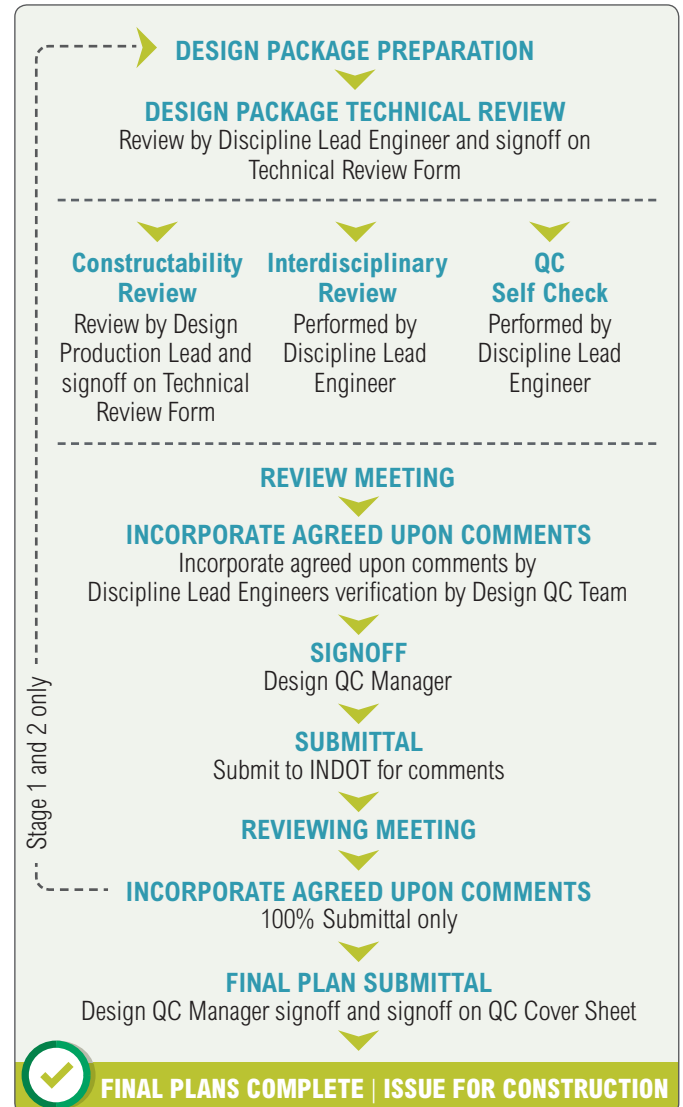 DESIGN PACKAGE PREPARATION
DESIGN PACKAGE TECHNICAL REVIEW
Review by Discipline Lead Engineer and signoff on
Technical Review Form
Constructability
Review
Review by Design
Production Lead and
signoff on Technical
Review Form
Interdisciplinary
Review
Performed by
Discipline Lead
Engineer
QC
Self Check
Performed by
Discipline Lead
Engineer
REVIEW MEETING
INCORPORATE AGREED UPON COMMENTS
Incorporate agreed upon comments by
Discipline Lead Engineers verification by Design QC Team
SIGNOFF
Design QC Manager
SUBMITTAL
Submit to INDOT for comments
REVIEWING MEETING
INCORPORATE AGREED UPON COMMENTS
100% Submittal only
Stage 1 and 2 only
FINAL PLAN SUBMITTAL
Design QC Manager signoff and signoff on QC Cover Sheet
FINAL PLANS COMPLETE | ISSUE FOR CONSTRUCTION